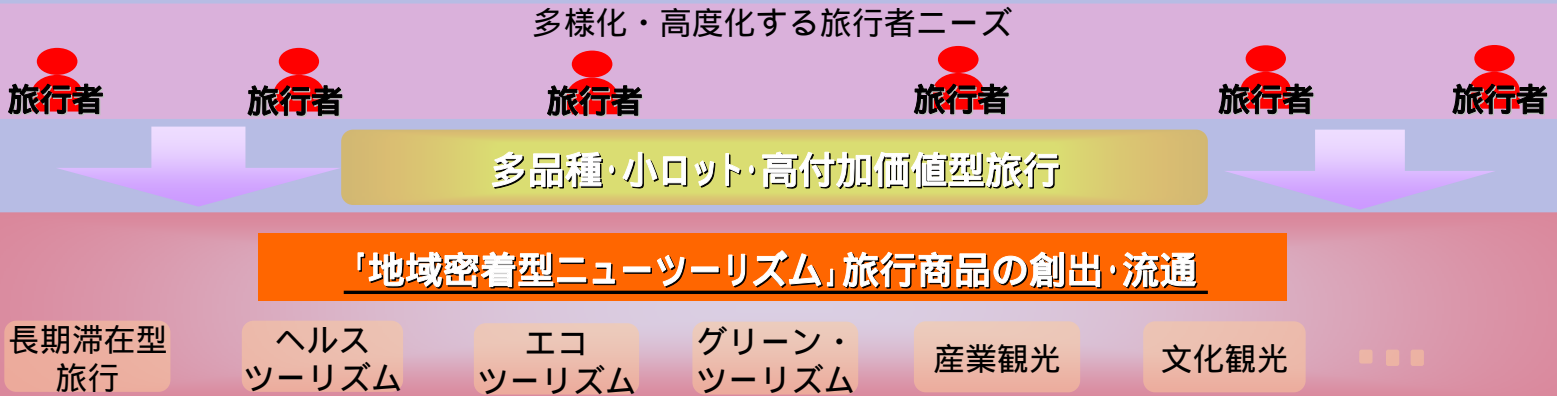 多様化・高度化する旅行者ニーズ
旅行者 旅行者 旅行者 旅行者 旅行者 旅行者
多品種･小ロット･高付加価値型旅行
｢地域密着型ニューツーリズム｣旅行商品の創出･流通
長期滞在型
旅行
ヘルス
ツーリズム
エコ
ツーリズム
グリーン・
ツーリズム
産業観光
文化観光